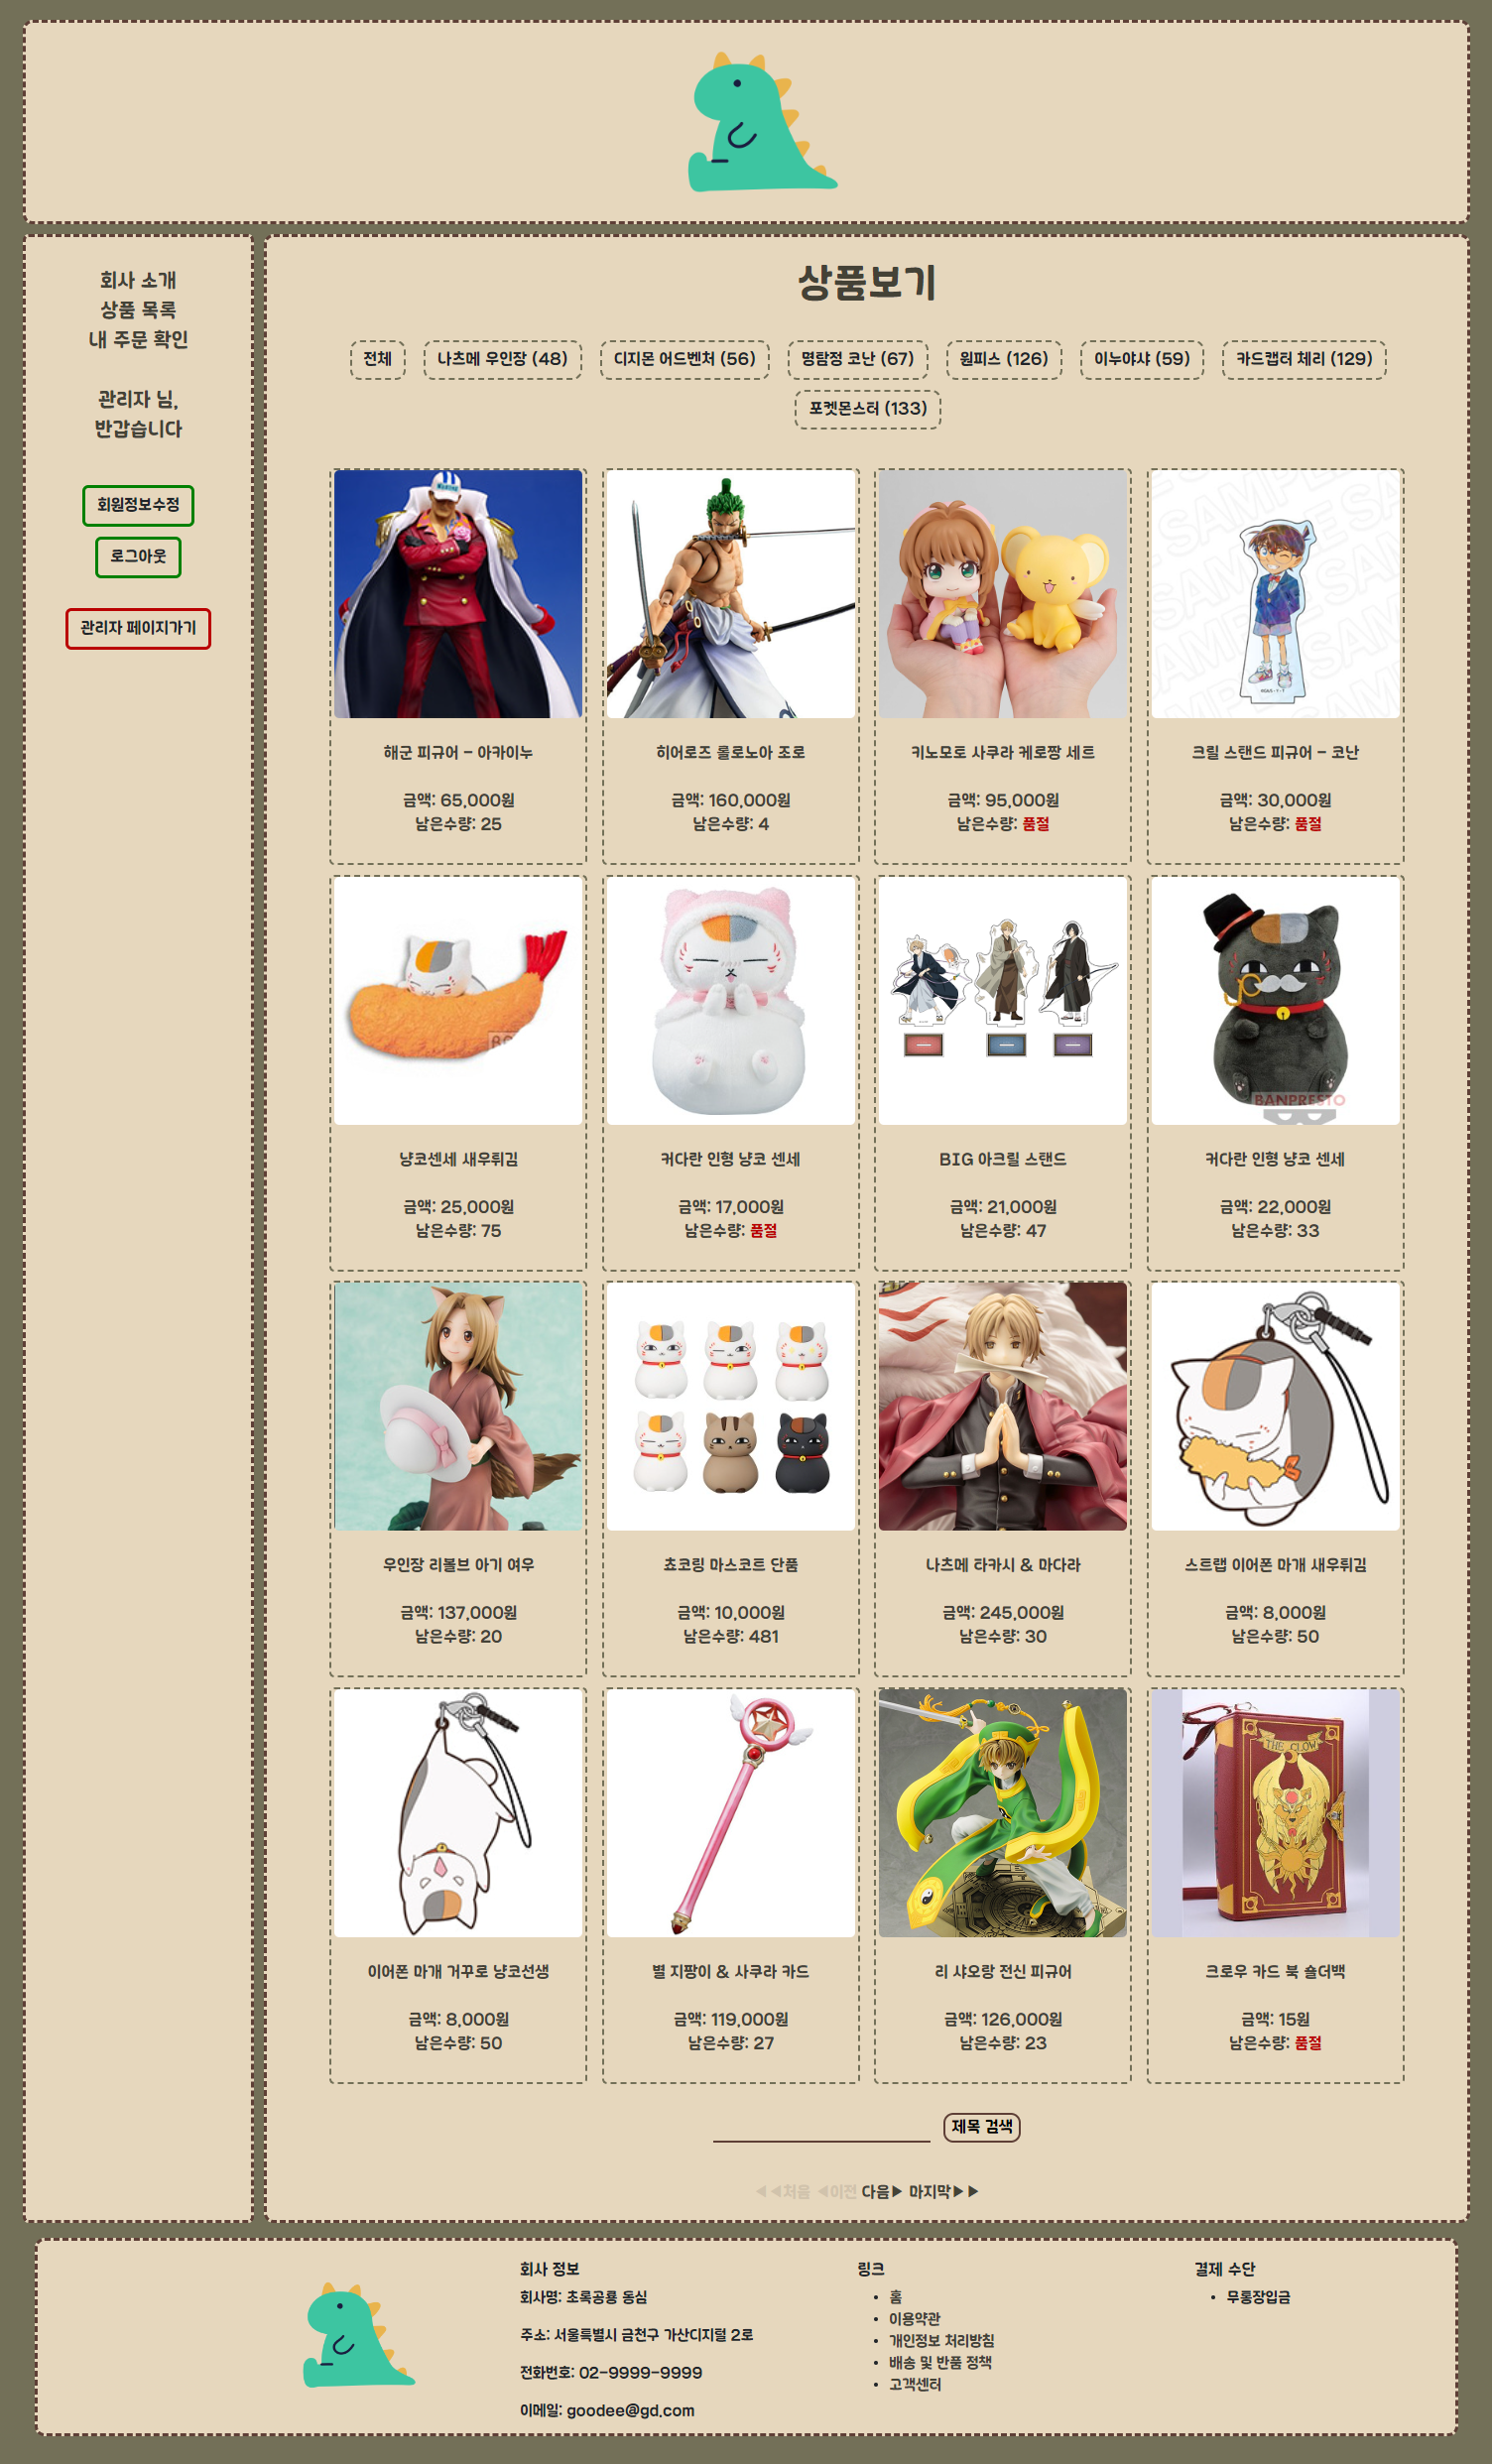 회사 소개
상품 목록
내 주문 확인
관리자 님,
반갑습니다
회원정보수정
로그아웃
관리자 페이지가기
상품보기
전체 나츠메 우인장 (48) 디지몬 어드벤처 (56) 명탐정 코난 (67) 원피스 (126) 이누야샤 (59) 카드캡터 체리 (129)
포켓몬스터 (133)
MARINE
SAMPLE
해군 피규어 - 아카이누
금액: 65,000원
남은수량: 25
히어로즈 롤로노아 조로
금액: 160,000원
남은수량: 4
키노모토 사쿠라 케로짱 세트
금액: 95,000원
남은수량: 품절
크릴 스탠드 피규어 - 코난
금액: 30,000원
남은수량: 품절
BANPRESTO
냥코센세 새우튀김
금액: 25,000원
남은수량: 75
커다란 인형 냥코 센세
금액: 17,000원
남은수량: 품절
BIG 아크릴 스탠드
금액: 21,000원
남은수량: 47
커다란 인형 냥코 센세
금액: 22,000원
남은수량: 33
우인장 리볼브 아기 여우
금액: 137,000원
남은수량: 20
쵸코링 마스코트 단품
금액: 10,000원
남은수량: 481
나츠메 타카시 & 마다라
금액: 245,000원
남은수량: 30
스트랩 이어폰 마개 새우튀김
금액: 8,000원
남은수량: 50
THE CLOW
이어폰 마개 거꾸로 냥코선생
금액: 8,000원
남은수량: 50
별 지팡이 & 사쿠라 카드
금액: 119,000원
남은수량: 27
리 샤오랑 전신 피규어
금액: 126,000원
남은수량: 23
크로우 카드 북 숄더백
금액: 15원
남은수량: 품절
제목 검색
◀◀처음 ◀이전 다음▶ 마지막▶▶
회사 정보
회사명: 초록공룡 동심
주소: 서울특별시 금천구 가산디지털 2로
전화번호: 02-9999-9999
이메일: goodee@gd.com
링크
• 홈
• 이용약관
• 개인정보 처리방침
• 배송 및 반품 정책
• 고객센터
결제 수단
• 무통장입금